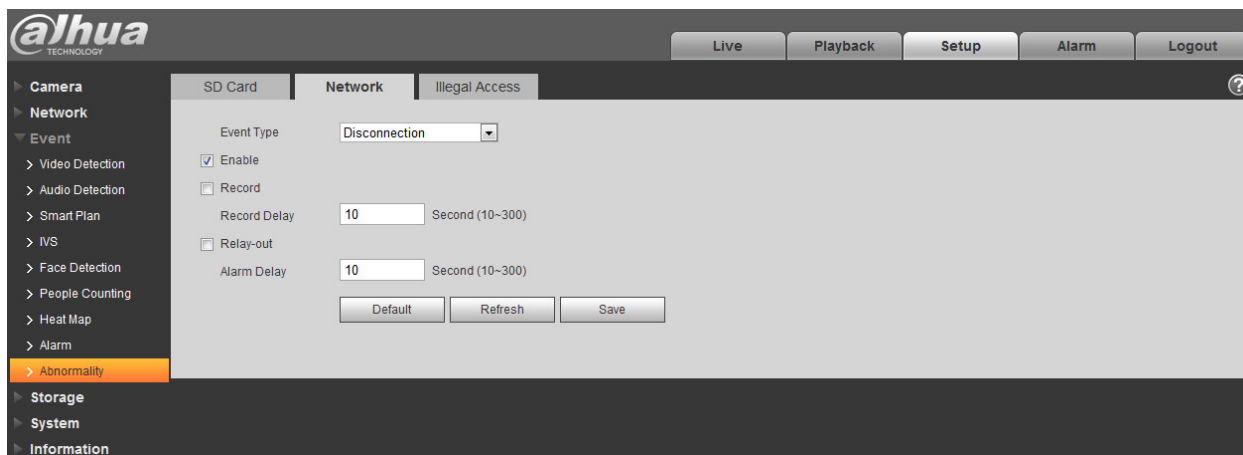 alhua
TECHNOLOGY
Live Playback Setup Alarm Logout
Camera
Network
Event
Video Detection
Audio Detection
Smart Plan
IVS
Face Detection
People Counting
Heat Map
Alarm
Abnormality
Storage
System
Information
SD Card Network Illegal Access
?
Event Type Disconnection
Enable
Record
Record Delay 10 Second (10~300)
Relay-out
Alarm Delay 10 Second (10~300)
Default Refresh Save